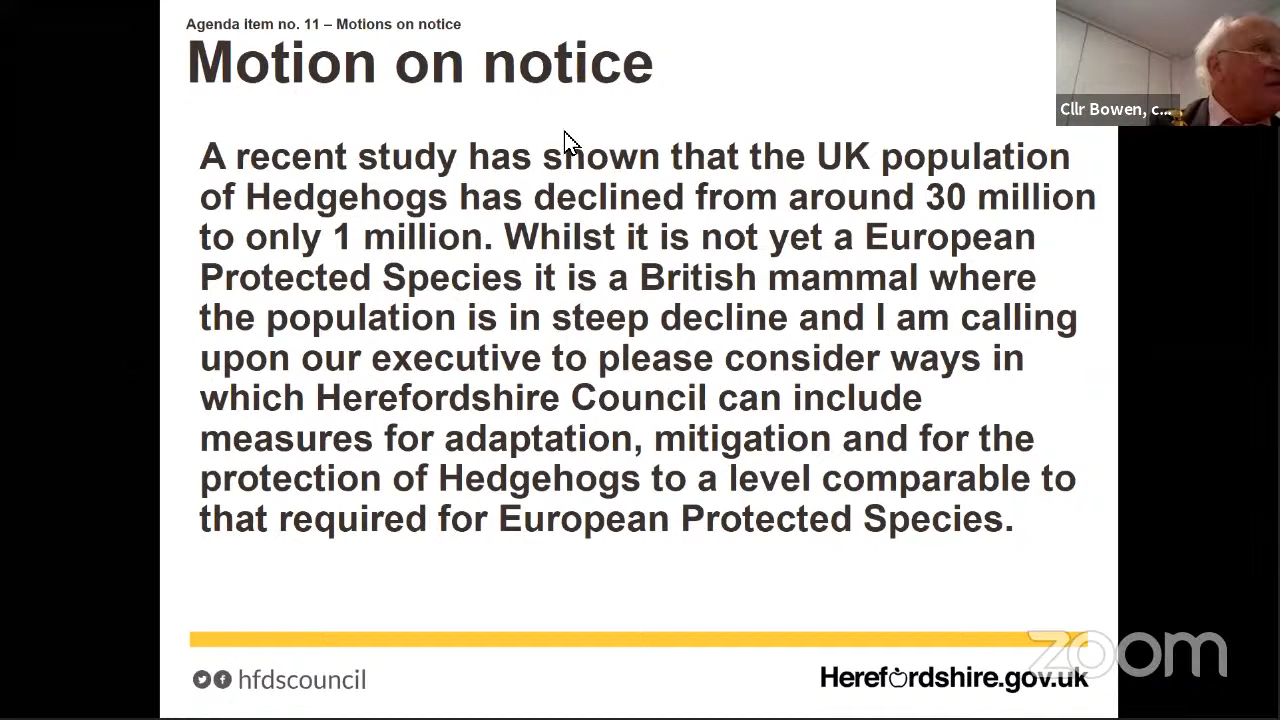 Agenda item no. 11 – Motions on notice
Motion on notice
Cllr Bowen, c...
A recent study has shown that the UK population
of Hedgehogs has declined from around 30 million
to only 1 million. Whilst it is not yet a European
Protected Species it is a British mammal where
the population is in steep decline and I am calling
upon our executive to please consider ways in
which Herefordshire Council can include
measures for adaptation, mitigation and for the
protection of Hedgehogs to a level comparable to
that required for European Protected Species.
zoom
hfdscouncil
Herefordshire.gov.uk